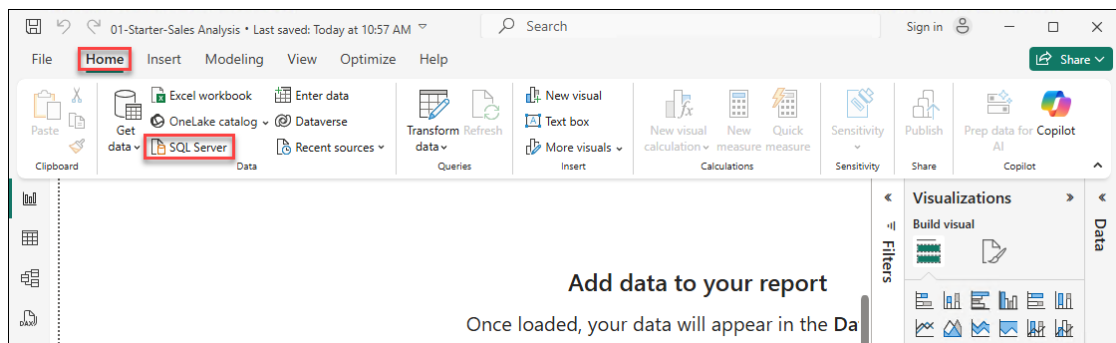 01-Starter-Sales Analysis • Last saved: Today at 10:57 AM
Search
Sign in
File Home Insert Modeling View Optimize Help
Share
Paste
Clipboard
Get data
Excel workbook
OneLake catalog
SQL Server
Enter data
Dataverse
Recent sources
Data
Transform data
Refresh
Queries
New visual
Text box
More visuals
Insert
New visual calculation
New measure
Quick measure
Calculations
Sensitivity
Sensitivity
Publish
Share
Prep data for AI
Copilot
Copilot
DAX
Add data to your report
Once loaded, your data will appear in the Da
Filters
Visualizations
Build visual
Data